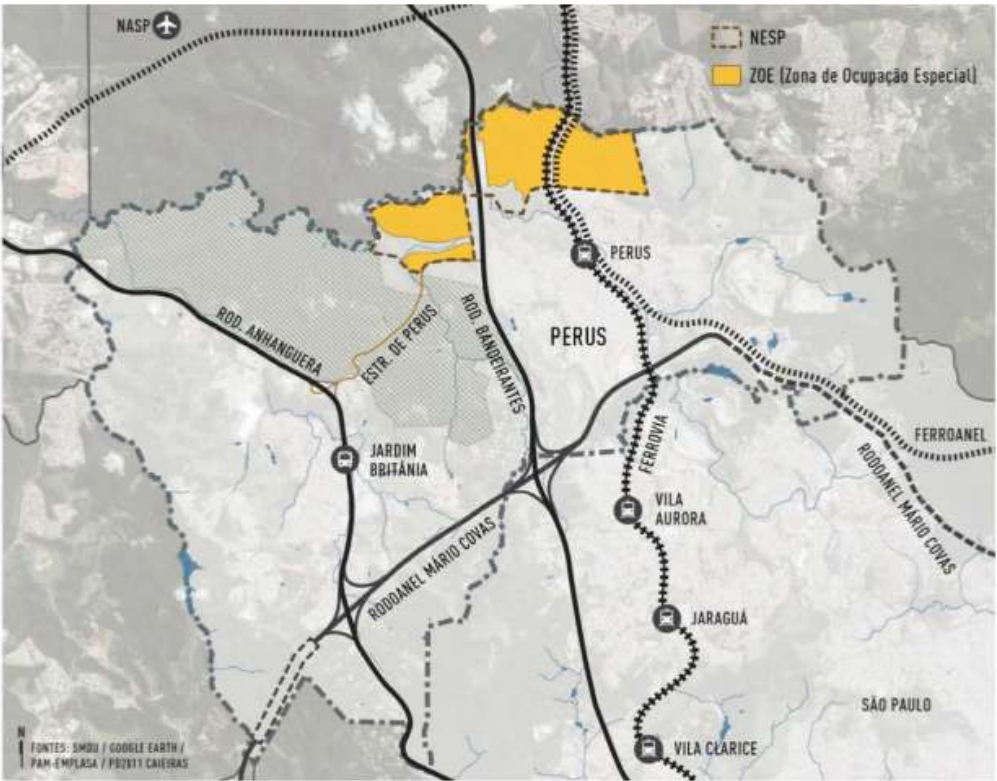 NASP
NESP
ZOE (Zona de Ocupação Especial)
PERUS
ROD. ANHANGUERA
ESTR. DE PERUS
ROD. BANDEIRANTES
PERUS
FERROVIA
FERROANEL
RODOANEL MÁRIO COVAS
JARDIM
BRITÂNIA
VILA
AURORA
RODOANEL MÁRIO COVAS
JARAGUÁ
SÃO PAULO
VILA CLARICE
N
FONTES: SMDU / GOOGLE EARTH /
PAM-EMPLASA / PD2011 CAIEIRAS